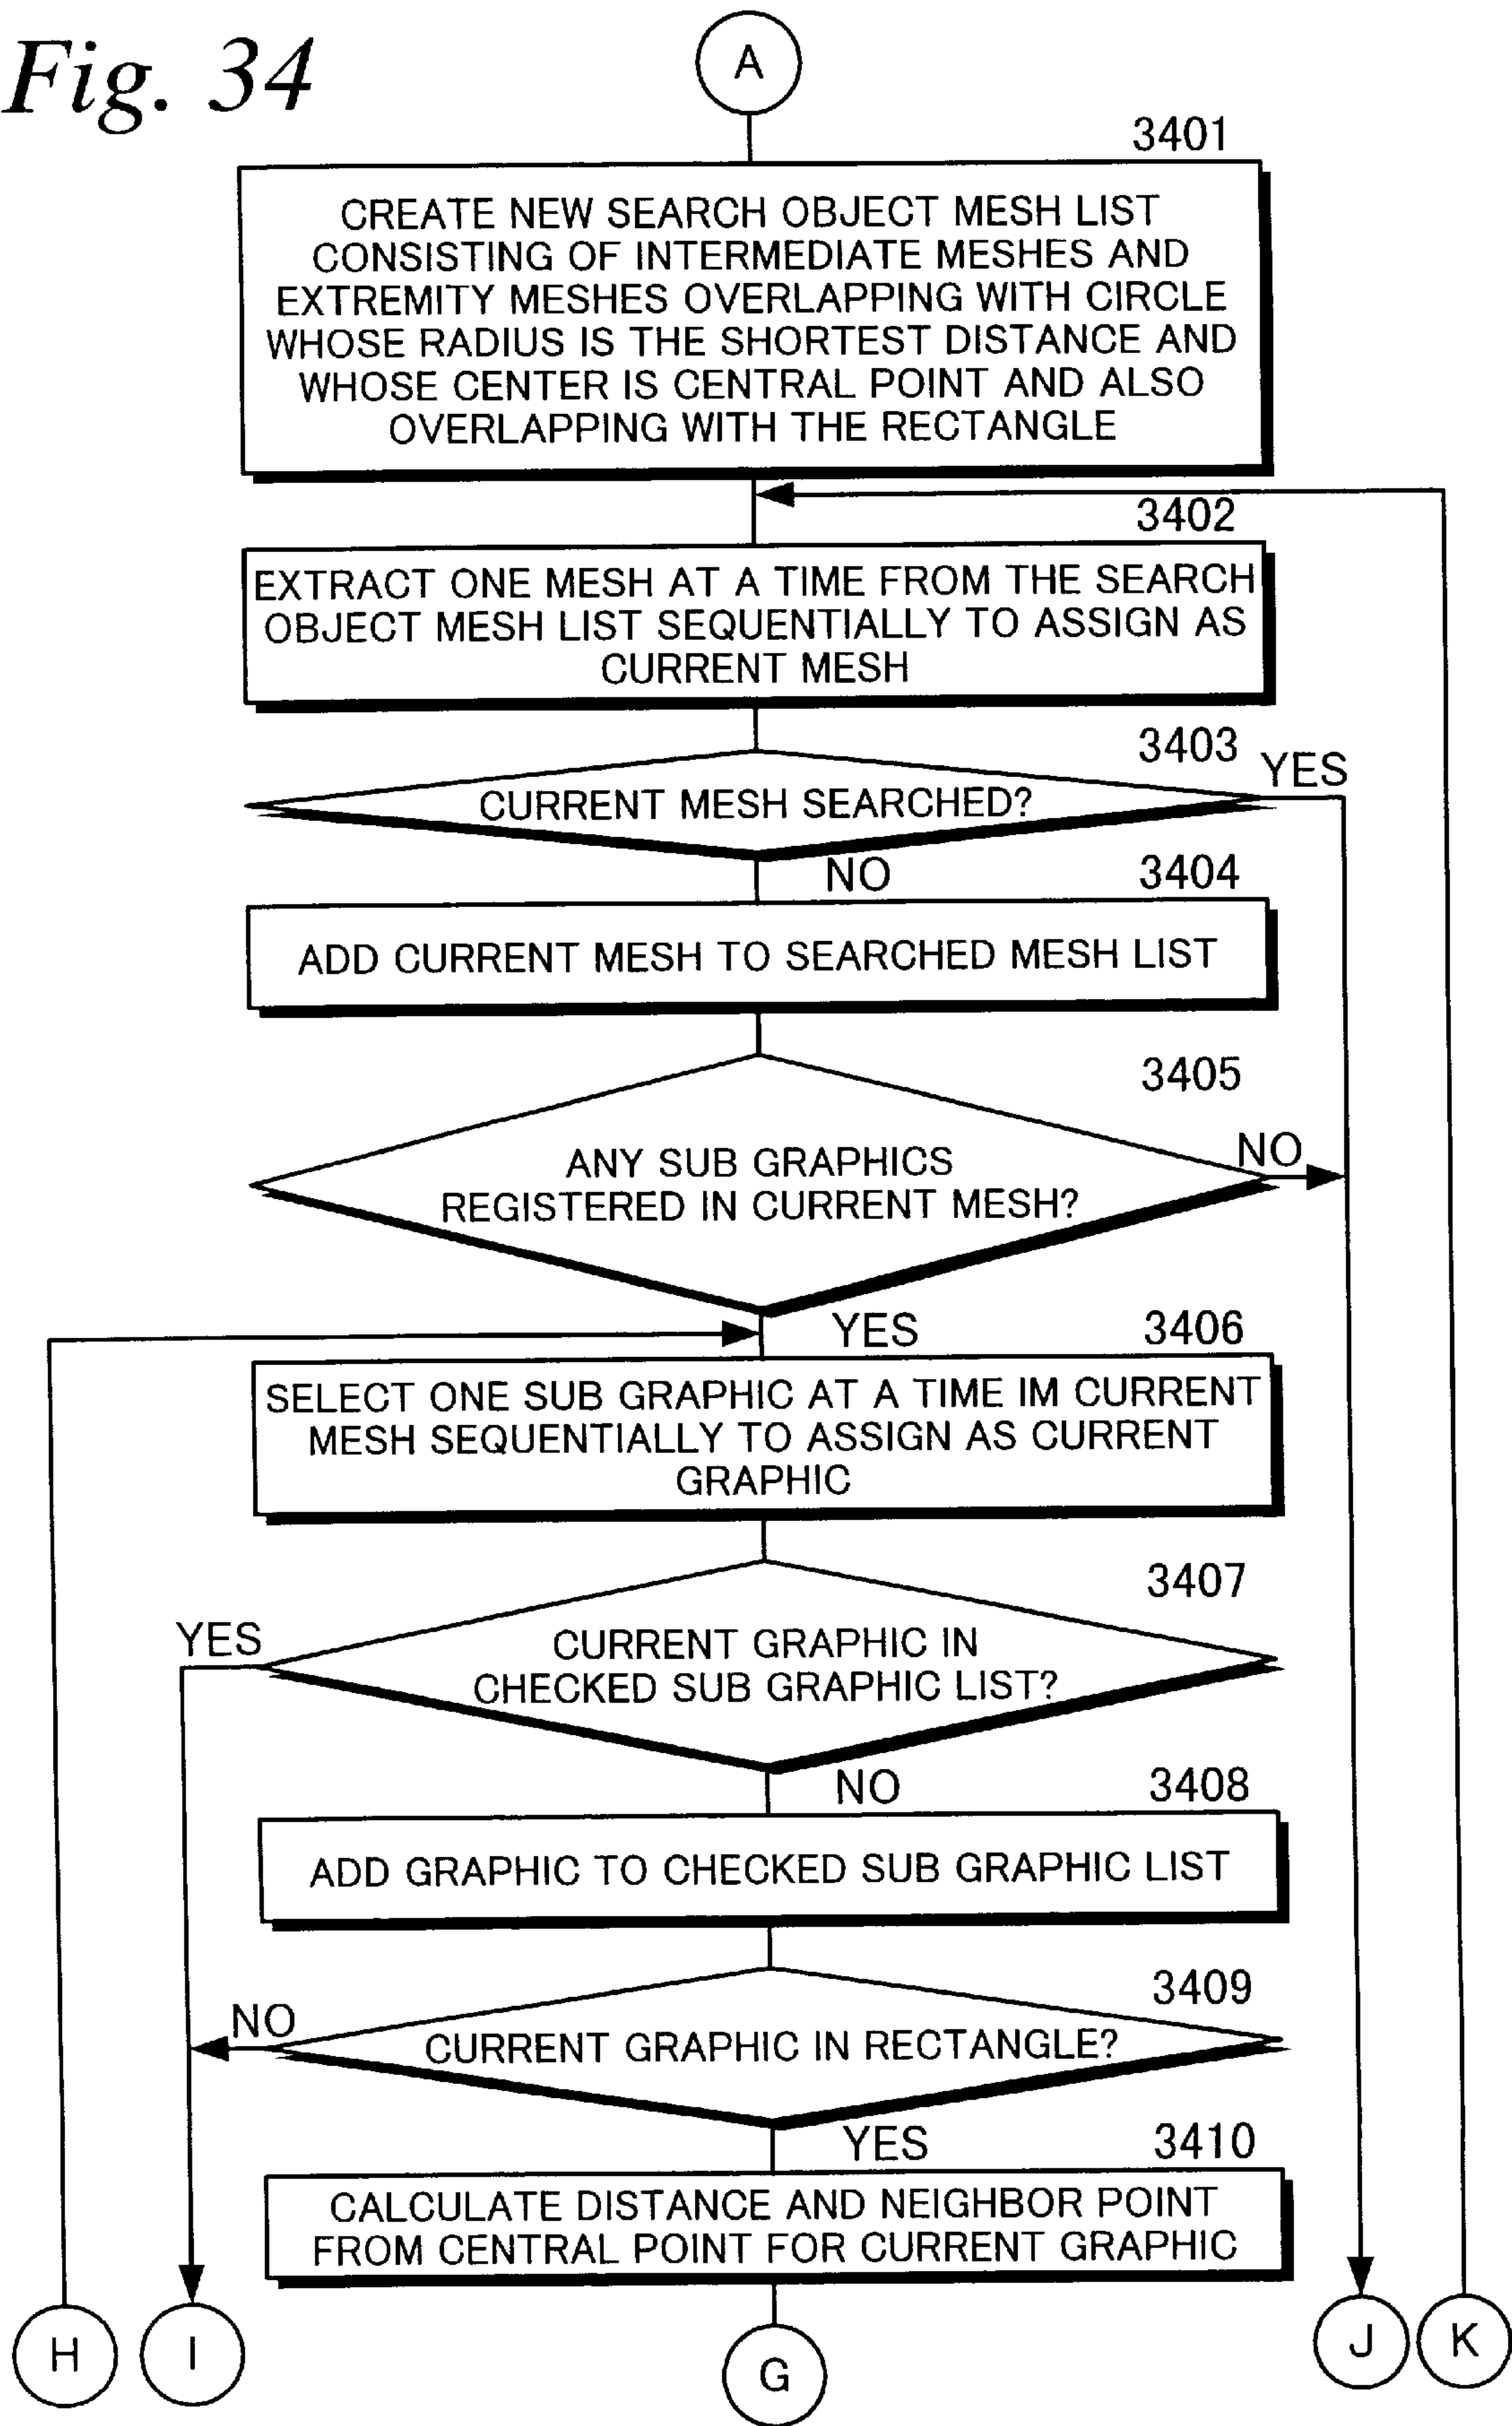 Fig. 34
A
3401
CREATE NEW SEARCH OBJECT MESH LIST
CONSISTING OF INTERMEDIATE MESHES AND
EXTREMITY MESHES OVERLAPPING WITH CIRCLE
WHOSE RADIUS IS THE SHORTEST DISTANCE AND
WHOSE CENTER IS CENTRAL POINT AND ALSO
OVERLAPPING WITH THE RECTANGLE
3402
EXTRACT ONE MESH AT A TIME FROM THE SEARCH
OBJECT MESH LIST SEQUENTIALLY TO ASSIGN AS
CURRENT MESH
3403
YES
CURRENT MESH SEARCHED?
NO
3404
ADD CURRENT MESH TO SEARCHED MESH LIST
3405
NO
ANY SUB GRAPHICS
REGISTERED IN CURRENT MESH?
YES
3406
SELECT ONE SUB GRAPHIC AT A TIME IM CURRENT
MESH SEQUENTIALLY TO ASSIGN AS CURRENT
GRAPHIC
3407
YES
CURRENT GRAPHIC IN
CHECKED SUB GRAPHIC LIST?
NO
3408
ADD GRAPHIC TO CHECKED SUB GRAPHIC LIST
3409
NO
CURRENT GRAPHIC IN RECTANGLE?
YES
3410
CALCULATE DISTANCE AND NEIGHBOR POINT
FROM CENTRAL POINT FOR CURRENT GRAPHIC
H
I
G
J
K